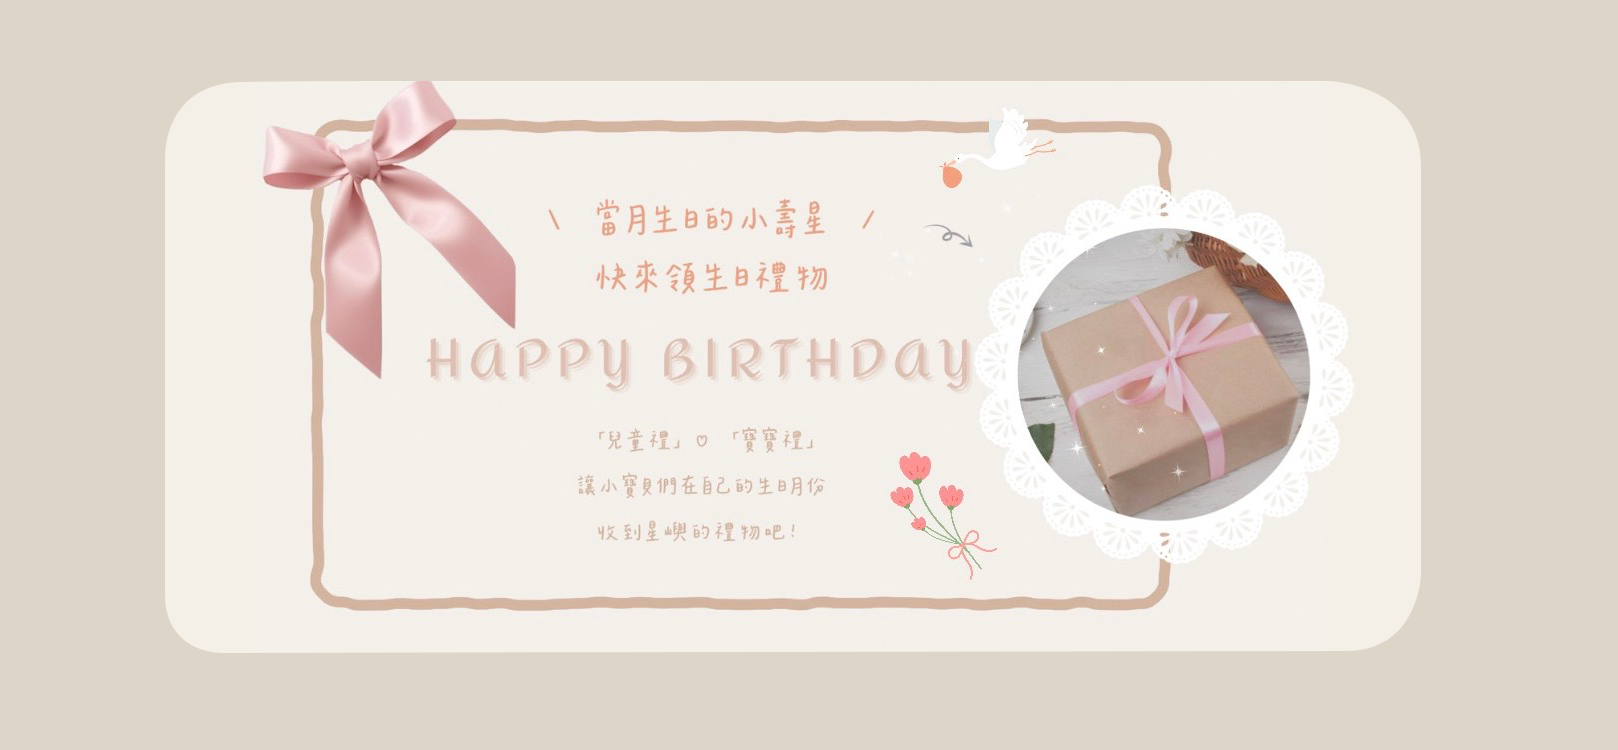 \ 當月生日的小壽星 /
快來領生日禮物
HAPPY BIRTHDAY
「兒童禮」♡「寶寶禮」
讓小寶貝們在自己的生日月份
收到星嶼的禮物吧!